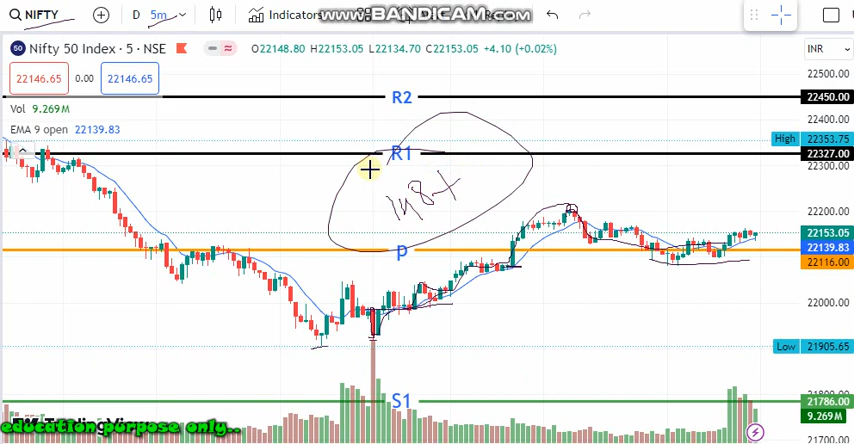 NIFTY D 5m Indicators
WWW.BANDICAM.COM
Nifty 50 Index · 5 · NSE O22148.80 H22153.05 L22134.70 C22153.05 +4.10 (+0.02%)
INR
22146.65 0.00 22146.65
22500.00
Vol 9.269M
R2 22450.00
EMA 9 open 22139.83
22400.00
High 22353.75
R1 22327.00
22300.00
22200.00
22153.05
22139.83
P 22116.00
22000.00
Low 21905.65
S1 21786.00
9.269M
21700.00
education purpose only..